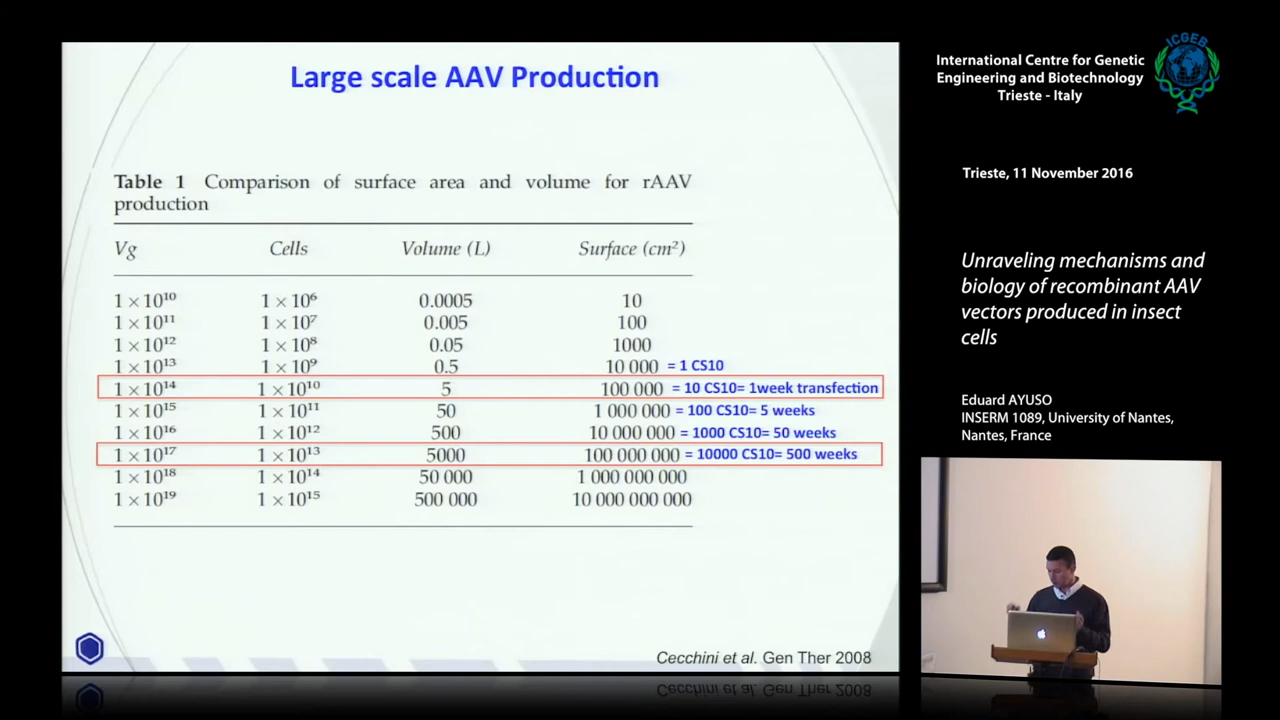 Large scale AAV Production
Table 1 Comparison of surface area and volume for rAAV
production
Vg Cells Volume (L) Surface (cm²)
1 × 10¹⁰ 1 × 10⁶ 0.0005 10
1 × 10¹¹ 1 × 10⁷ 0.005 100
1 × 10¹² 1 × 10⁸ 0.05 1000
1 × 10¹³ 1 × 10⁹ 0.5 10 000 = 1 CS10
1 × 10¹⁴ 1 × 10¹⁰ 5 100 000 = 10 CS10= 1week transfection
1 × 10¹⁵ 1 × 10¹¹ 50 1 000 000 = 100 CS10= 5 weeks
1 × 10¹⁶ 1 × 10¹² 500 10 000 000 = 1000 CS10= 50 weeks
1 × 10¹⁷ 1 × 10¹³ 5000 100 000 000 = 10000 CS10= 500 weeks
1 × 10¹⁸ 1 × 10¹⁴ 50 000 1 000 000 000
1 × 10¹⁹ 1 × 10¹⁵ 500 000 10 000 000 000
Cecchini et al. Gen Ther 2008
International Centre for Genetic
Engineering and Biotechnology
Trieste - Italy
ICGEB
Trieste, 11 November 2016
Unraveling mechanisms and
biology of recombinant AAV
vectors produced in insect
cells
Eduard AYUSO
INSERM 1089, University of Nantes,
Nantes, France